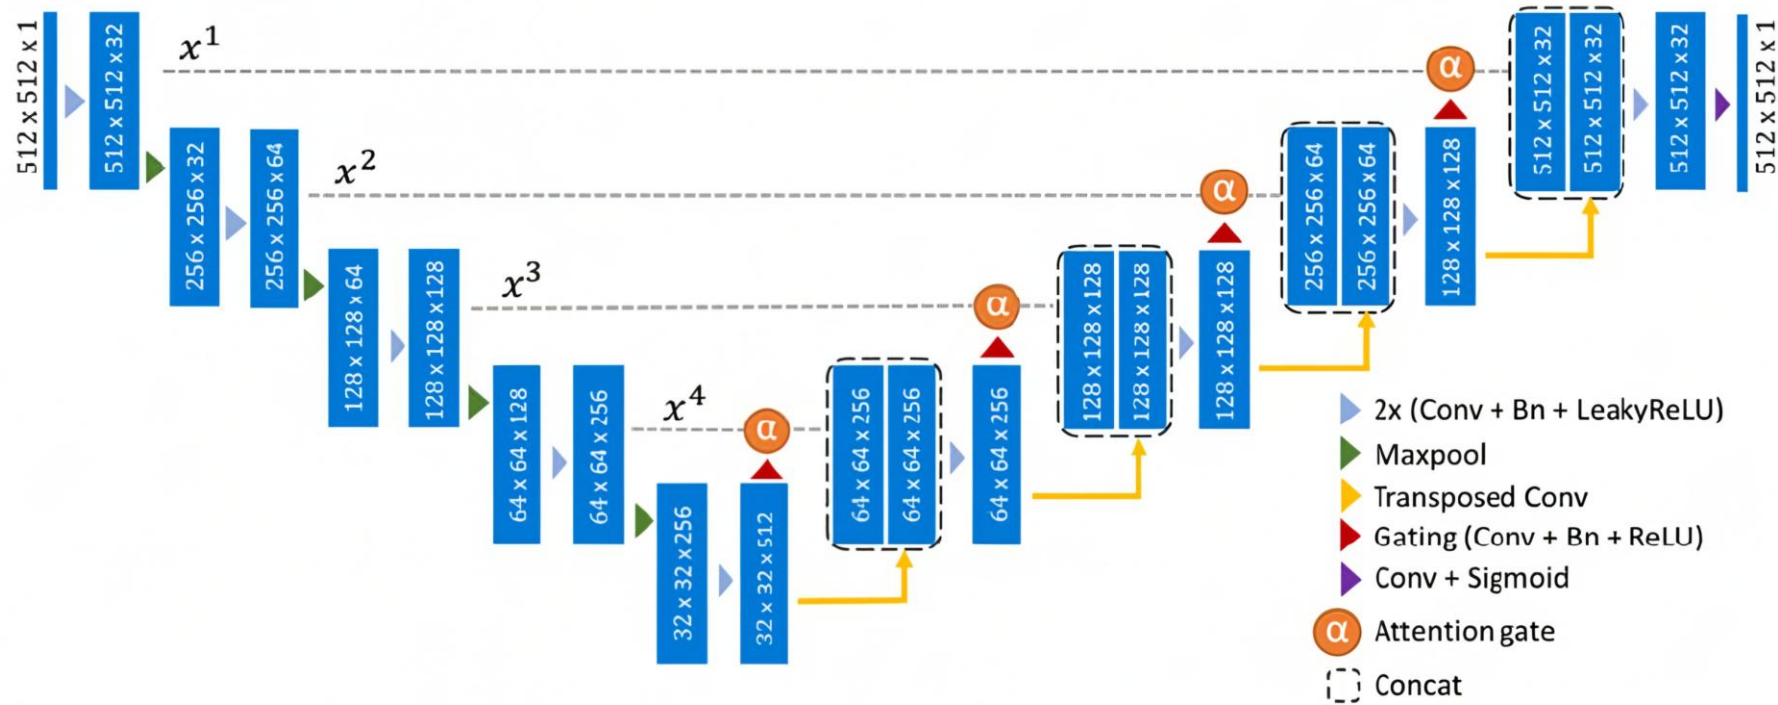 512 x 512 x 1
512 x 512 x 32
x¹
256 x 256 x 32
256 x 256 x 64
x²
128 x 128 x 64
128 x 128 x 128
x³
64 x 64 x 128
64 x 64 x 256
x⁴
32 x 32 x 256
32 x 32 x 512
α
64 x 64 x 256
64 x 64 x 256
64 x 64 x 256
α
128 x 128 x 128
128 x 128 x 128
128 x 128 x 128
α
256 x 256 x 64
256 x 256 x 64
128 x 128 x 128
α
512 x 512 x 32
512 x 512 x 32
512 x 512 x 32
512 x 512 x 1
2x (Conv + Bn + LeakyReLU)
Maxpool
Transposed Conv
Gating (Conv + Bn + ReLU)
Conv + Sigmoid
α Attention gate
Concat